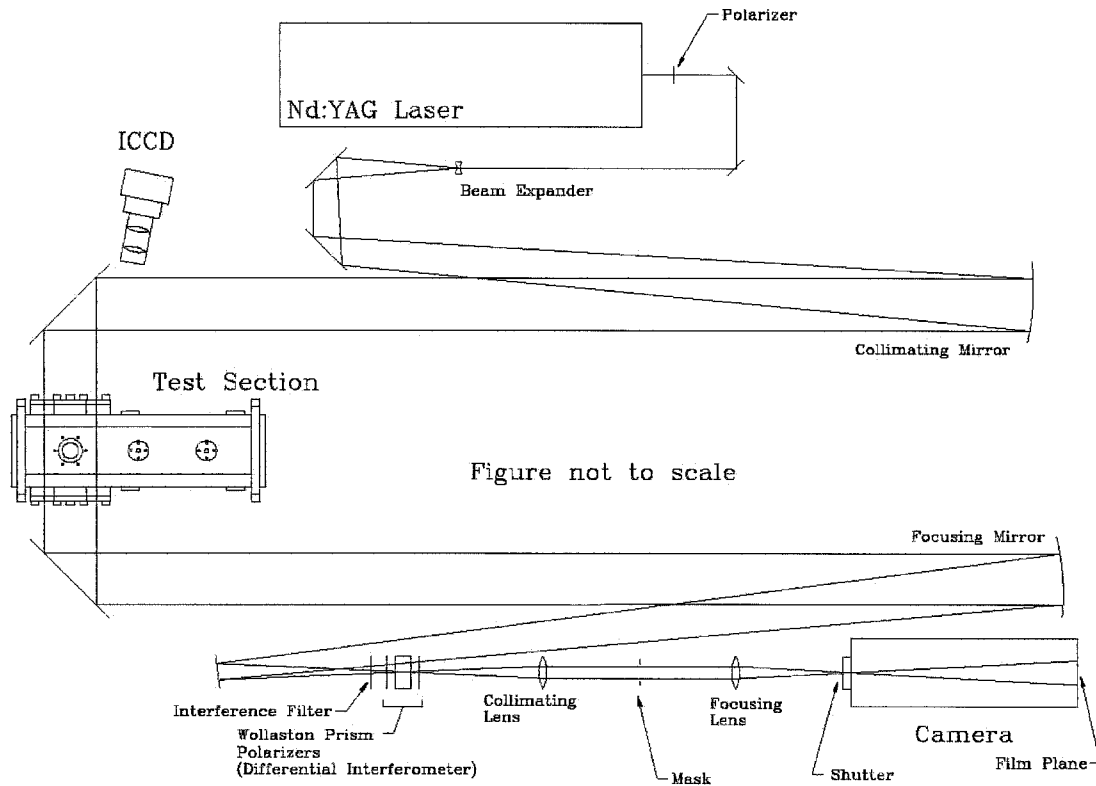 Polarizer
Nd:YAG Laser
ICCD
Beam Expander
Collimating Mirror
Test Section
Figure not to scale
Focusing Mirror
Interference Filter
Wollaston Prism
Polarizers
(Differential Interferometer)
Collimating
Lens
Mask
Focusing
Lens
Shutter
Camera
Film Plane